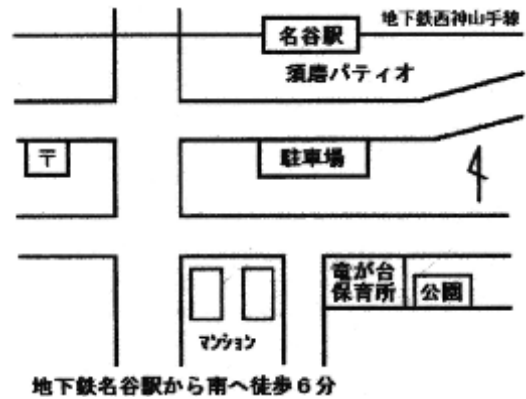 地下鉄西神山手線
名谷駅
須磨パティオ
〒
駐車場
竜が台
保育所
公園
マンション
地下鉄名谷駅から南へ徒歩6分